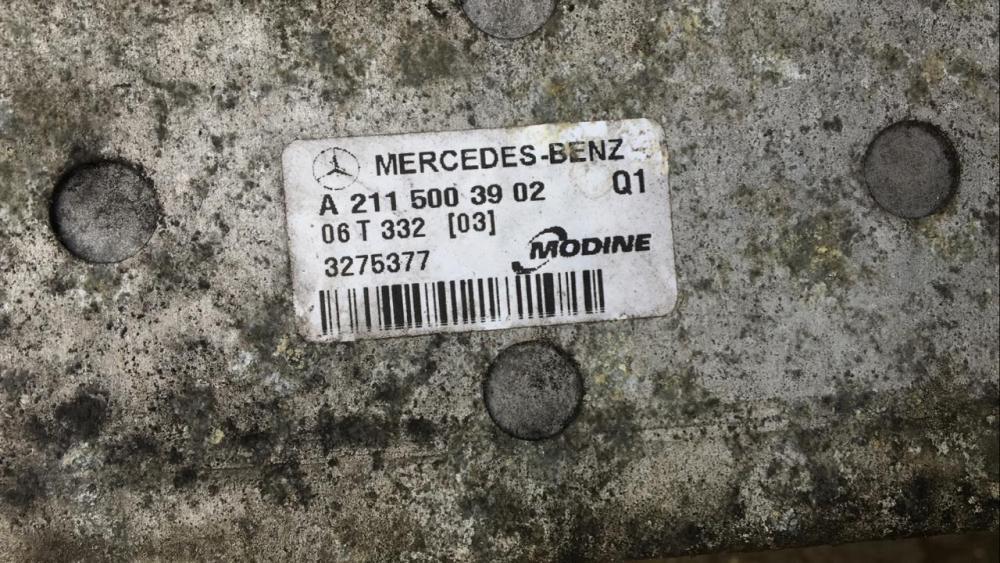 MERCEDES-BENZ
A 211 500 39 02 Q1
06 T 332 [03]
MODINE
3275377